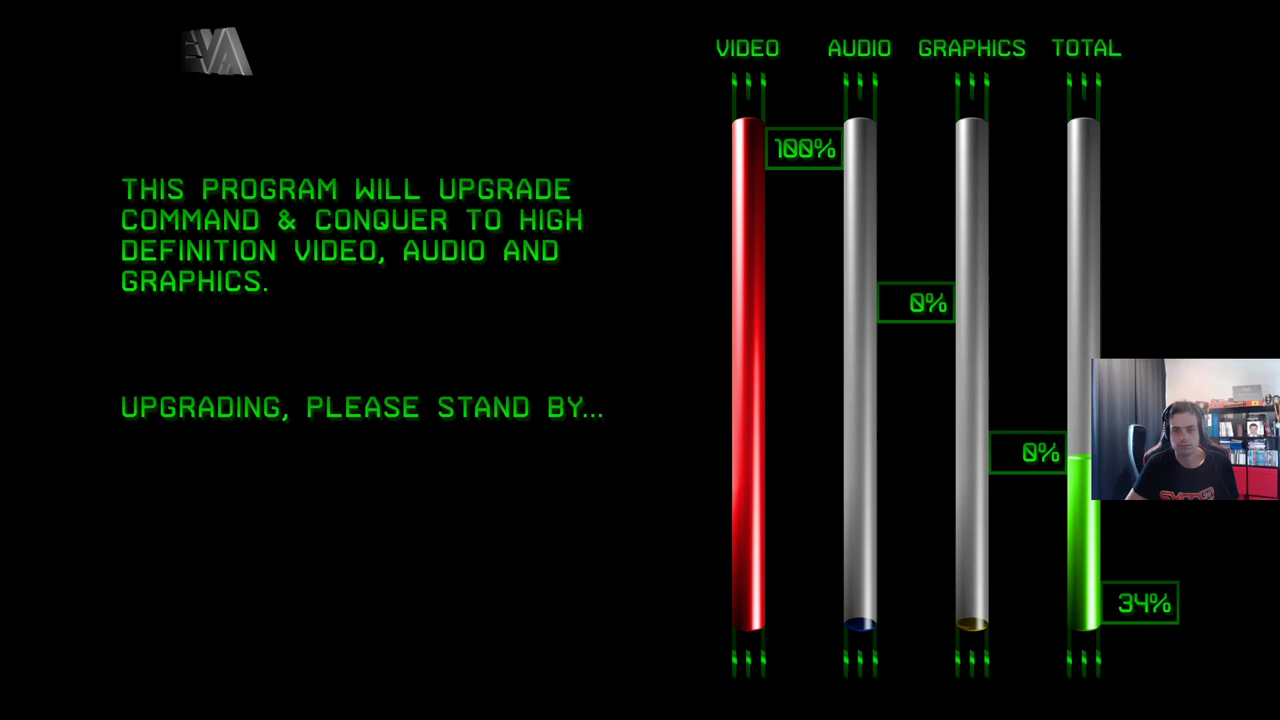 EVA
VIDEO AUDIO GRAPHICS TOTAL
100%
THIS PROGRAM WILL UPGRADE
COMMAND & CONQUER TO HIGH
DEFINITION VIDEO, AUDIO AND
GRAPHICS.
0%
UPGRADING, PLEASE STAND BY...
0%
34%